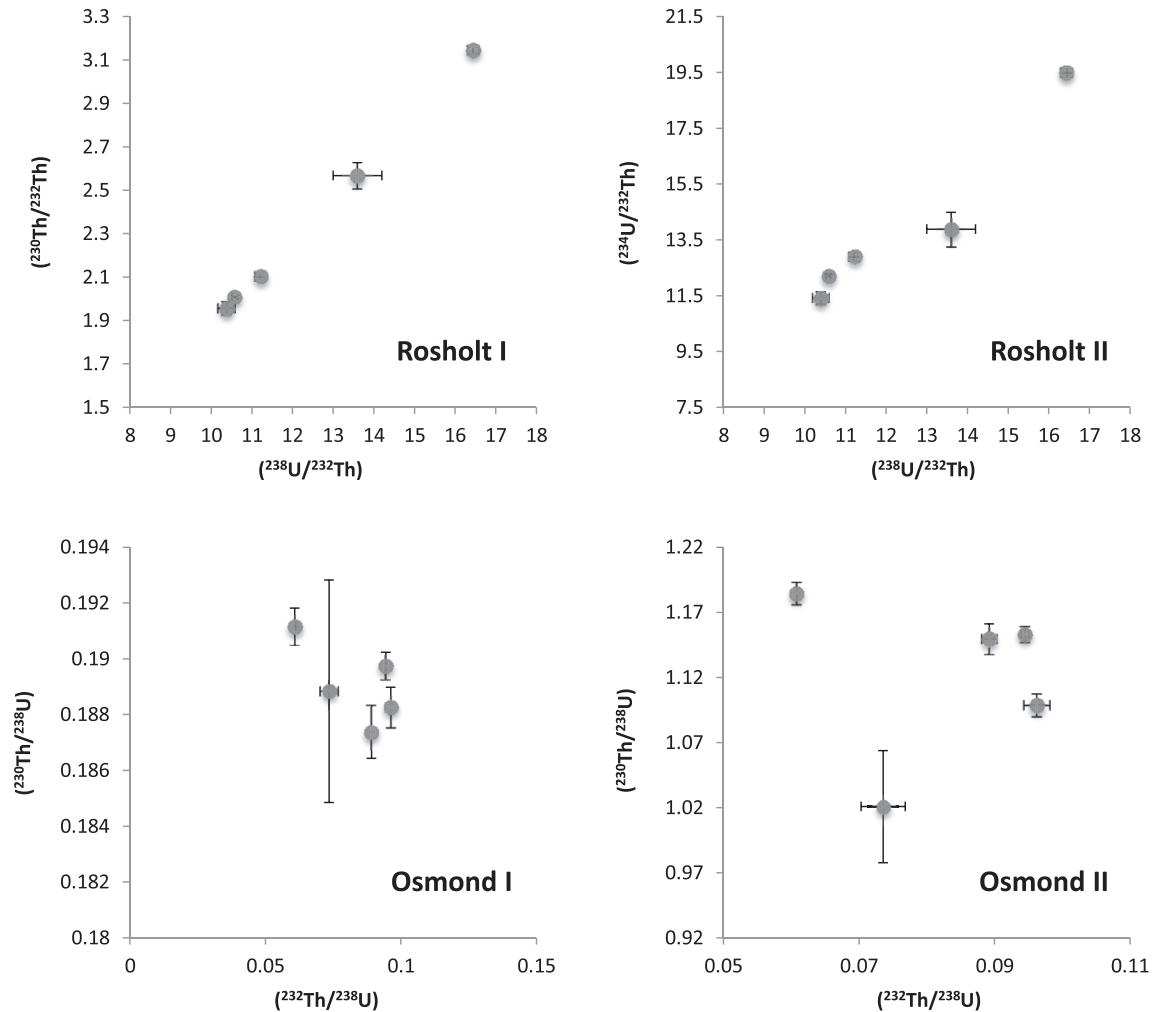 3.3
3.1
2.9
2.7
2.5
2.3
2.1
1.9
1.7
1.5
(²³⁰Th/²³²Th)
Rosholt I
8 9 10 11 12 13 14 15 16 17 18
(²³⁸U/²³²Th)
21.5
19.5
17.5
15.5
13.5
11.5
9.5
7.5
(²³⁴U/²³²Th)
Rosholt II
8 9 10 11 12 13 14 15 16 17 18
(²³⁸U/²³²Th)
0.194
0.192
0.19
0.188
0.186
0.184
0.182
0.18
(²³⁰Th/²³⁸U)
Osmond I
0 0.05 0.1 0.15
(²³²Th/²³⁸U)
1.22
1.17
1.12
1.07
1.02
0.97
0.92
(²³⁰Th/²³⁸U)
Osmond II
0.05 0.07 0.09 0.11
(²³²Th/²³⁸U)